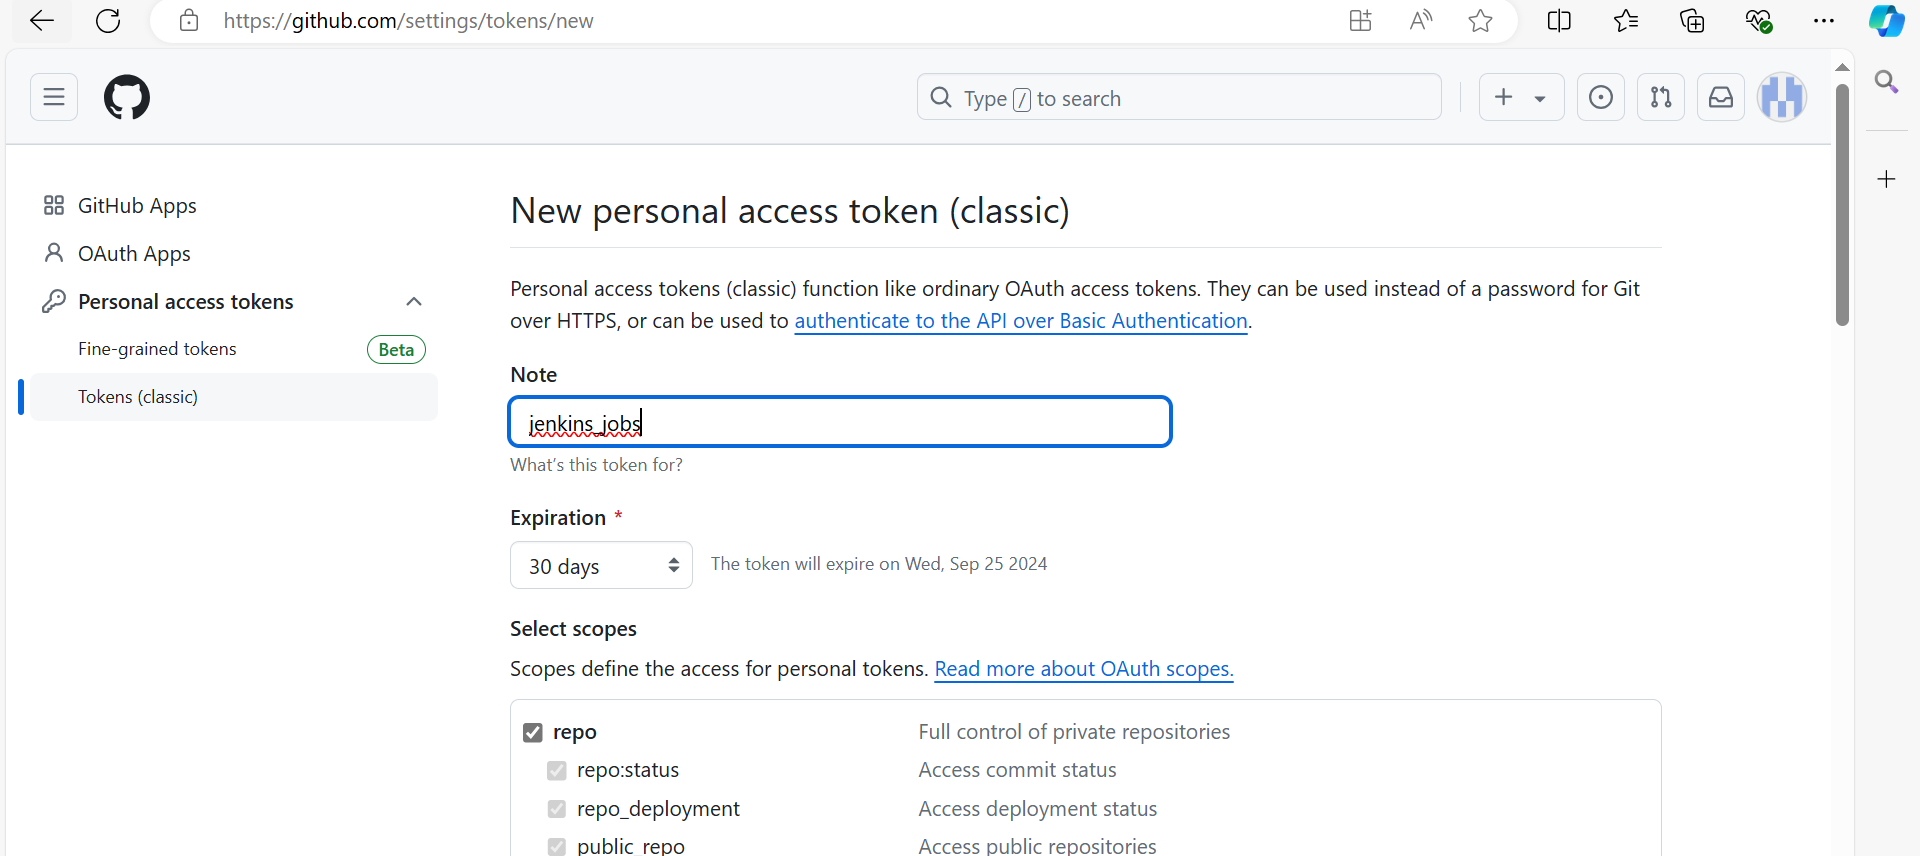 https://github.com/settings/tokens/new
Type / to search
GitHub Apps
OAuth Apps
Personal access tokens
Fine-grained tokens Beta
Tokens (classic)
New personal access token (classic)
Personal access tokens (classic) function like ordinary OAuth access tokens. They can be used instead of a password for Git
over HTTPS, or can be used to authenticate to the API over Basic Authentication.
Note
jenkins_jobs
What's this token for?
Expiration *
30 days The token will expire on Wed, Sep 25 2024
Select scopes
Scopes define the access for personal tokens. Read more about OAuth scopes.
repo Full control of private repositories
repo:status Access commit status
repo_deployment Access deployment status
public_repo Access public repositories